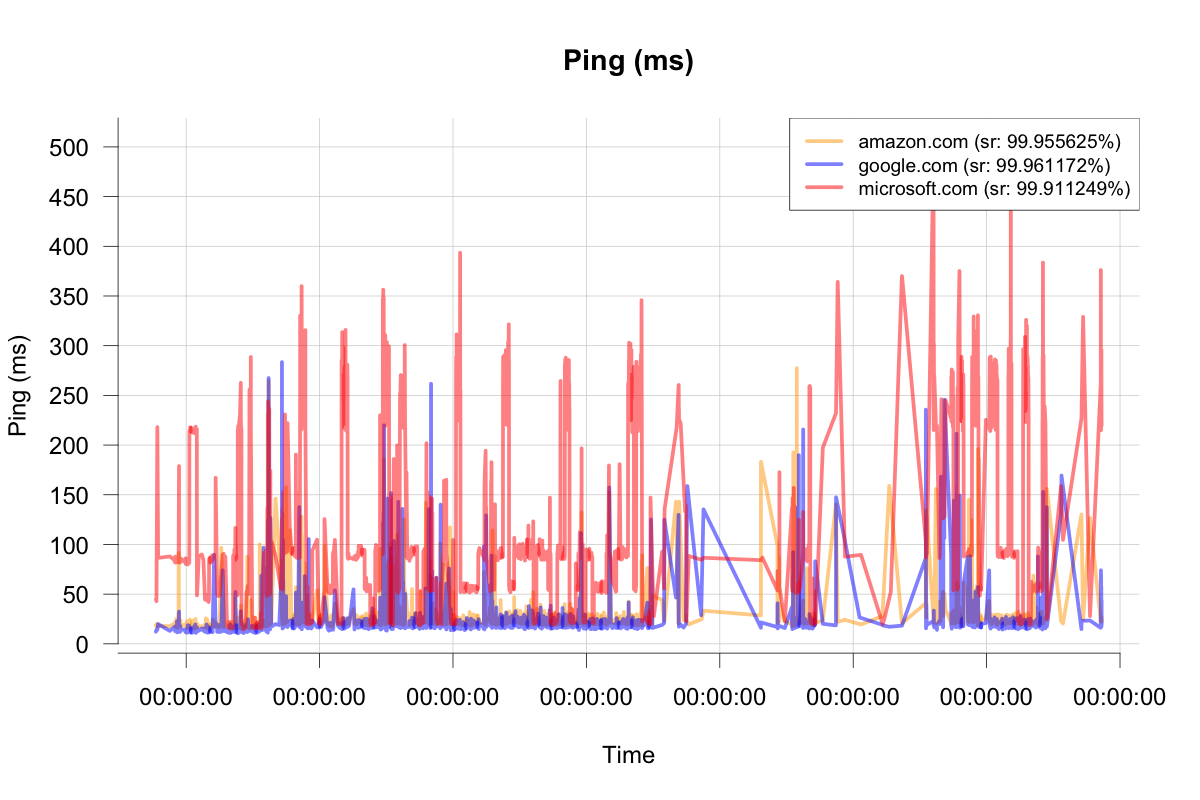 Ping (ms)
amazon.com (sr: 99.955625%)
google.com (sr: 99.961172%)
microsoft.com (sr: 99.911249%)
500
450
400
350
300
250
200
150
100
50
0
Ping (ms)
00:00:00 00:00:00 00:00:00 00:00:00 00:00:00 00:00:00 00:00:00 00:00:00
Time